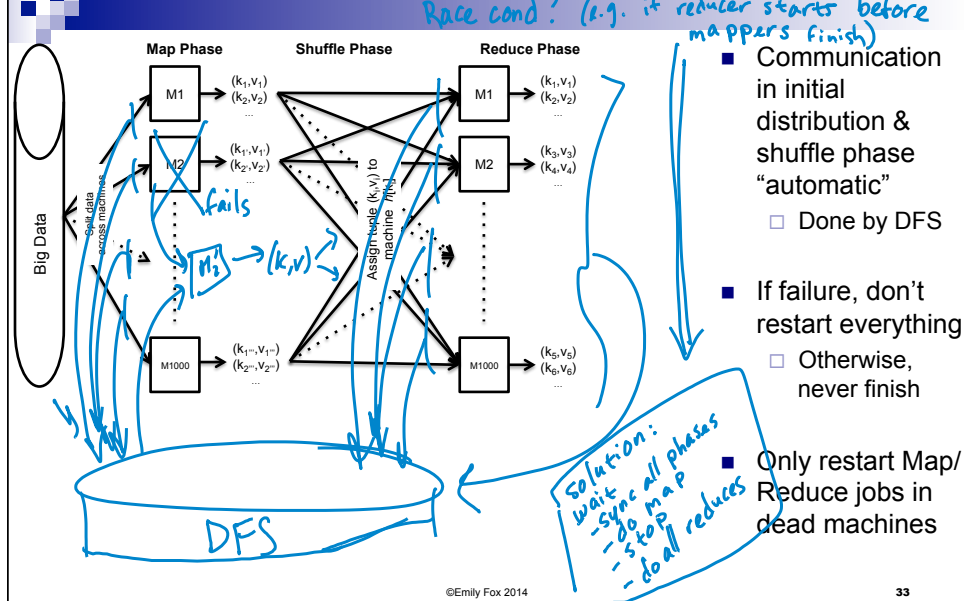 Race cond! (e.g. if reducer starts before
mappers finish)
Map Phase
Shuffle Phase
Reduce Phase
Big Data
Split data
across machines
M1
(k₁,v₁)
(k₂,v₂)
...
M2
(k₁',v₁')
(k₂',v₂')
...
fails
M2' → (k,v)
M1000
(k₁''',v₁''')
(k₂''',v₂''')
...
Assign tuple (kᵢ,vᵢ) to
machine h[kᵢ]
M1
(k₁,v₁)
(k₂,v₂)
...
M2
(k₃,v₃)
(k₄,v₄)
...
M1000
(k₅,v₅)
(k₆,v₆)
...
DFS
solution:
wait
- sync all phases
- do map
- stop
- do all reduces
■ Communication
in initial
distribution &
shuffle phase
“automatic”
□ Done by DFS
■ If failure, don’t
restart everything
□ Otherwise,
never finish
■ Only restart Map/
Reduce jobs in
dead machines
©Emily Fox 2014
33